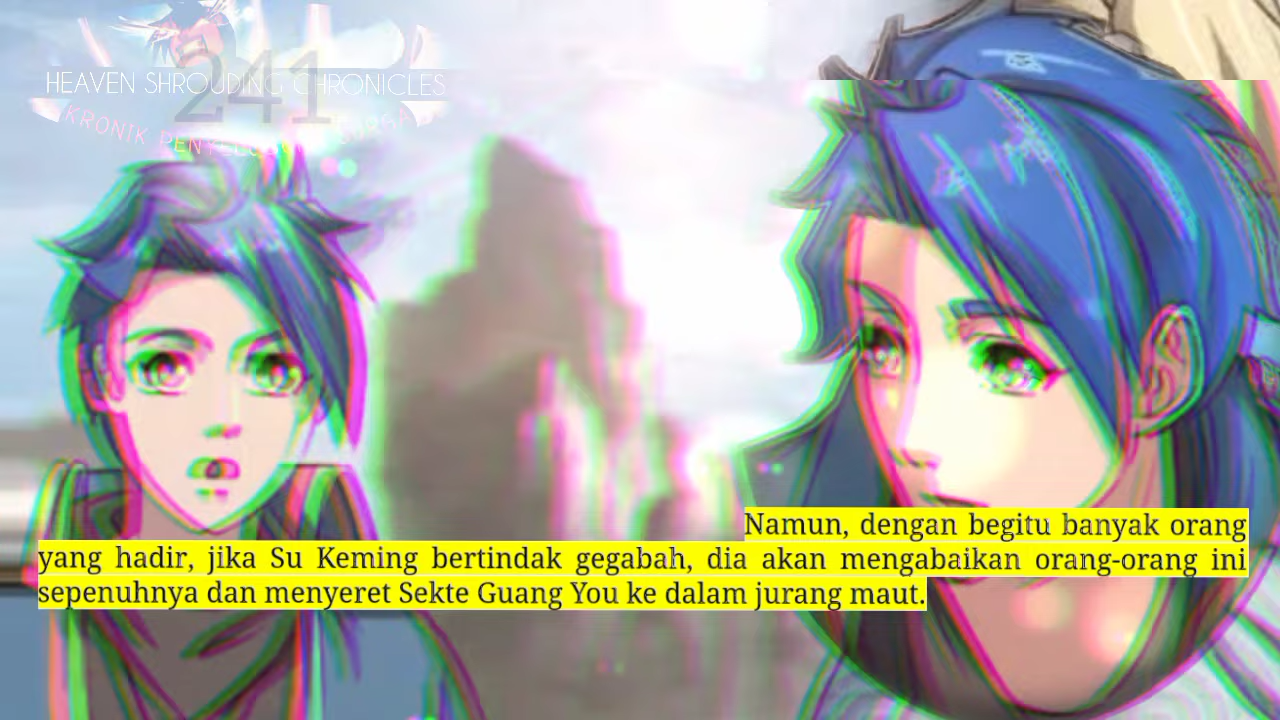 HEAVEN SHROUDING CHRONICLES
241
KRONIK
Namun, dengan begitu banyak orang
yang hadir, jika Su Keming bertindak gegabah, dia akan mengabaikan orang-orang ini
sepenuhnya dan menyeret Sekte Guang You ke dalam jurang maut.